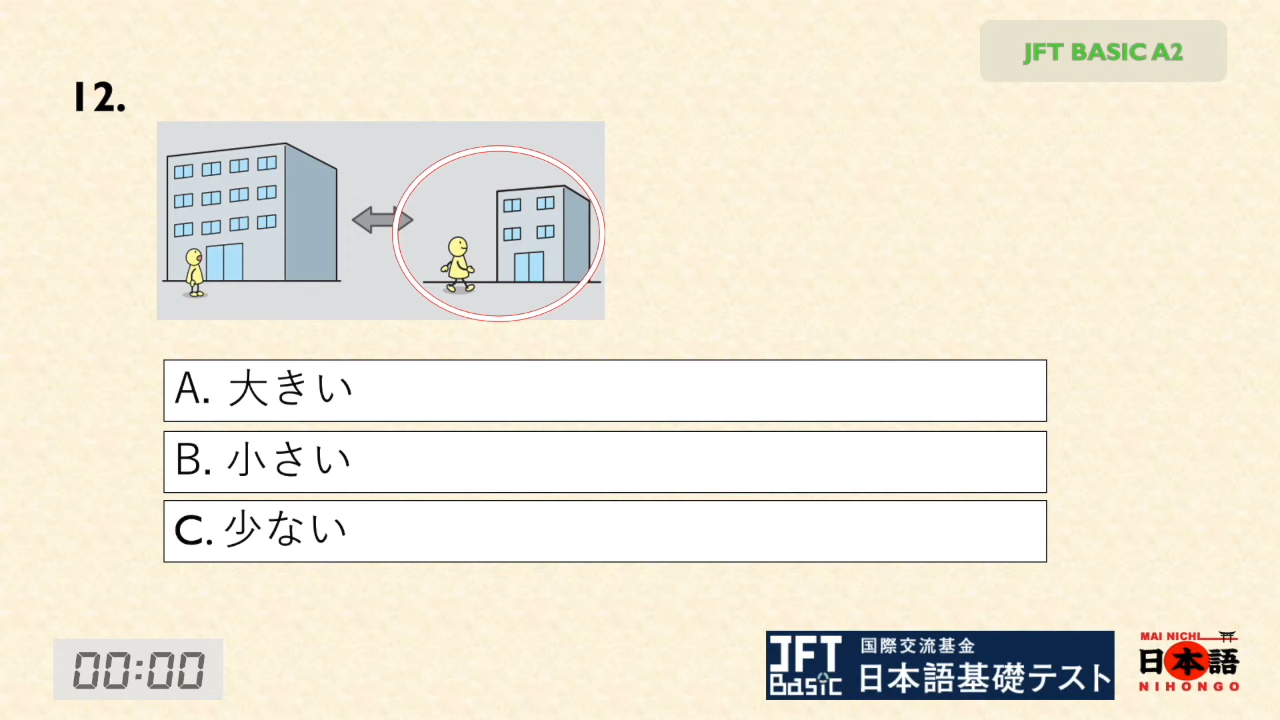 JFT BASIC A2
12.
A. 大きい
B. 小さい
C. 少ない
00:00
JFT Basic
国際交流基金
日本語基礎テスト
MAI NICHI
日本語
NIHONGO